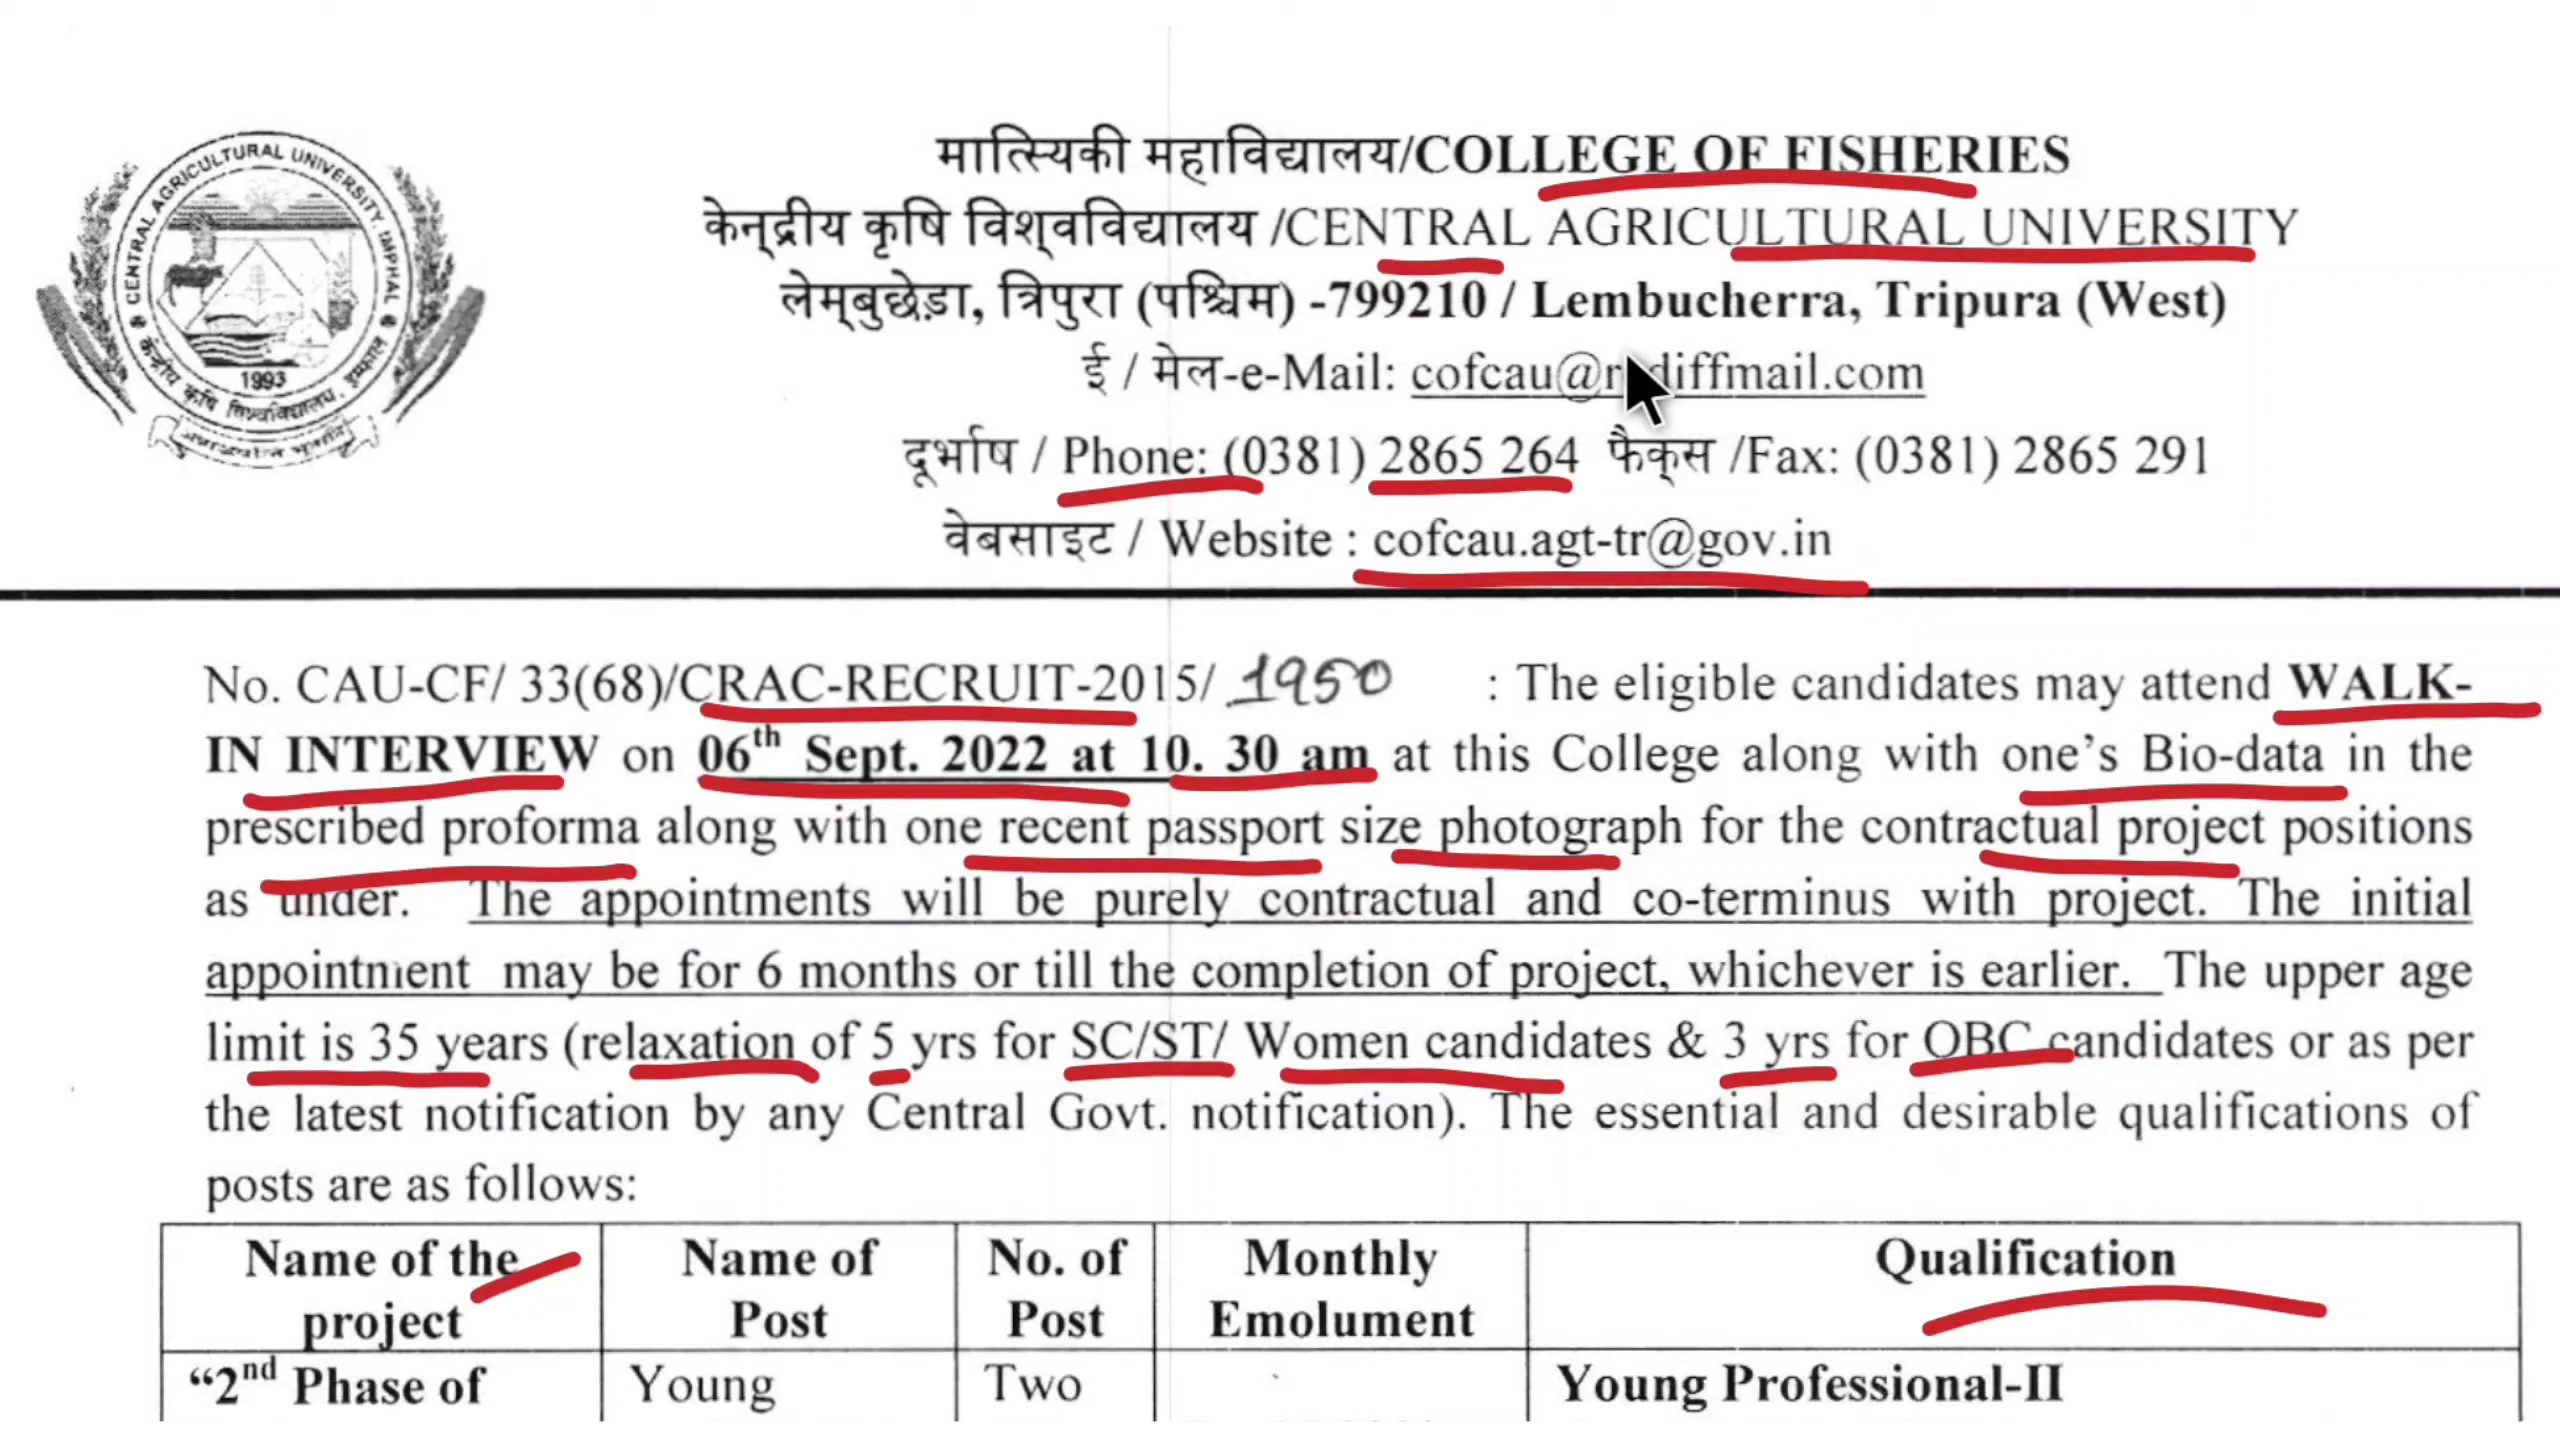 CENTRAL AGRICULTURAL UNIVERSITY, IMPHAL
1993
केन्द्रीय कृषि विश्वविद्यालय, इम्फाल
मात्स्यिकी महाविद्यालय/COLLEGE OF FISHERIES
केन्द्रीय कृषि विश्वविद्यालय /CENTRAL AGRICULTURAL UNIVERSITY
लेम्बुछेड़ा, त्रिपुरा (पश्चिम) -799210 / Lembucherra, Tripura (West)
ई / मेल-e-Mail: cofcau@rediffmail.com
दूर्भाष / Phone: (0381) 2865 264 फैक्स /Fax: (0381) 2865 291
वेबसाइट / Website : cofcau.agt-tr@gov.in
No. CAU-CF/ 33(68)/CRAC-RECRUIT-2015/ 1950 : The eligible candidates may attend WALK-
IN INTERVIEW on 06th Sept. 2022 at 10. 30 am at this College along with one’s Bio-data in the
prescribed proforma along with one recent passport size photograph for the contractual project positions
as under. The appointments will be purely contractual and co-terminus with project. The initial
appointment may be for 6 months or till the completion of project, whichever is earlier. The upper age
limit is 35 years (relaxation of 5 yrs for SC/ST/ Women candidates & 3 yrs for OBC candidates or as per
the latest notification by any Central Govt. notification). The essential and desirable qualifications of
posts are as follows:
Name of the project
Name of Post
No. of Post
Monthly Emolument
Qualification
“2nd Phase of
Young
Two
Young Professional-II